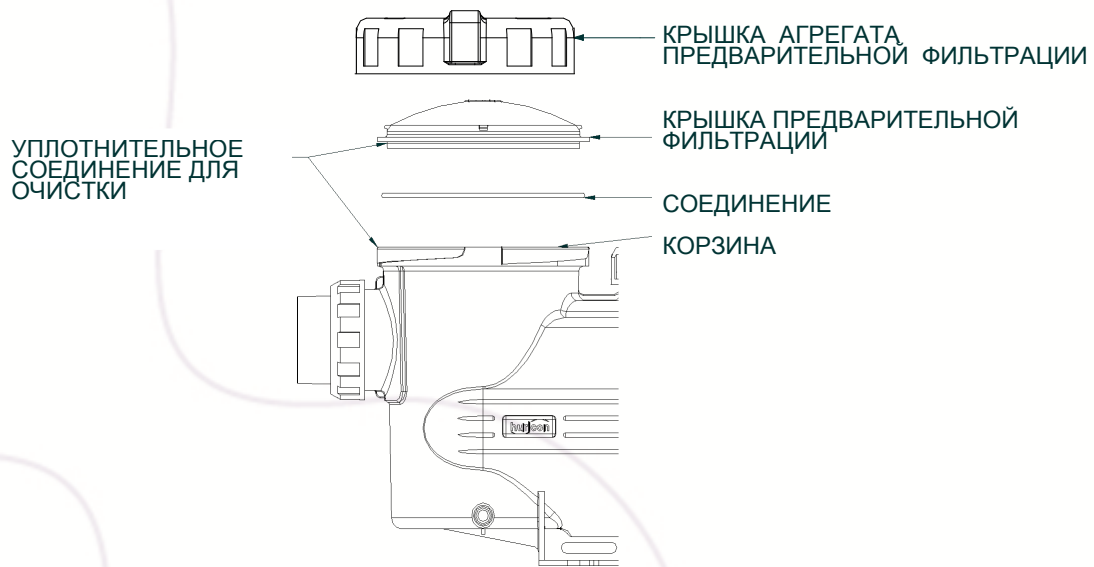 КРЫШКА АГРЕГАТА
ПРЕДВАРИТЕЛЬНОЙ ФИЛЬТРАЦИИ
КРЫШКА ПРЕДВАРИТЕЛЬНОЙ
ФИЛЬТРАЦИИ
УПЛОТНИТЕЛЬНОЕ
СОЕДИНЕНИЕ ДЛЯ
ОЧИСТКИ
СОЕДИНЕНИЕ
КОРЗИНА